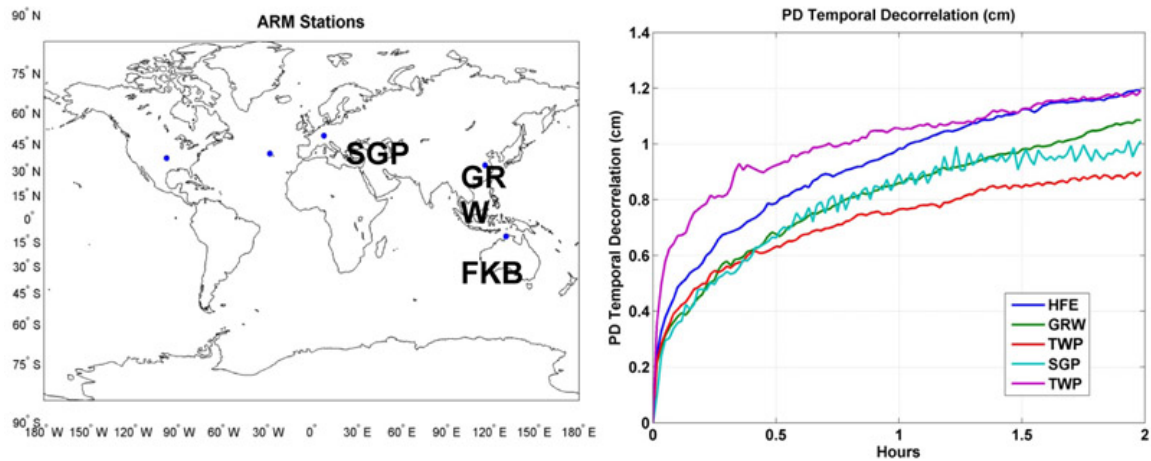 ARM Stations
90° N
75° N
60° N
45° N
30° N
15° N
0°
15° S
30° S
45° S
60° S
75° S
90° S
180° W
150° W
120° W
90° W
60° W
30° W
0°
30° E
60° E
90° E
120° E
150° E
180° E
SGP
GR
W
FKB
PD Temporal Decorrelation (cm)
PD Temporal Decorrelation (cm)
1.4
1.2
1
0.8
0.6
0.4
0.2
0
0
0.5
1
1.5
2
Hours
HFE
GRW
TWP
SGP
TWP